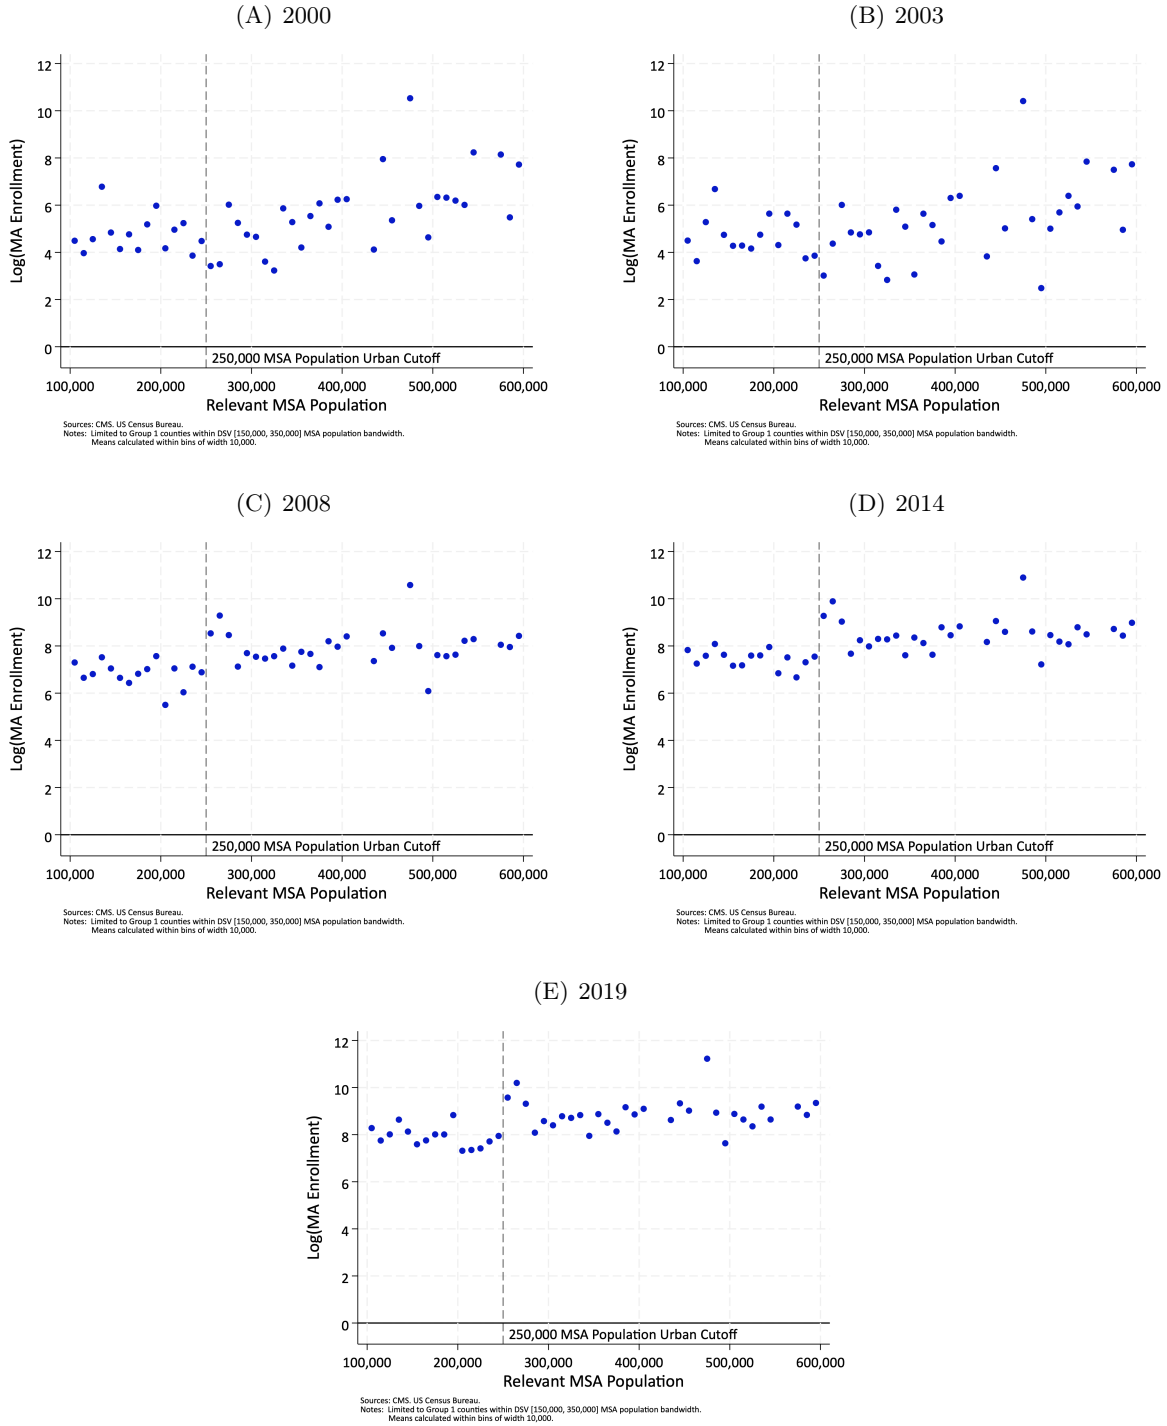 (A) 2000
12
10
8
6
4
2
0
Log(MA Enrollment)
250,000 MSA Population Urban Cutoff
100,000 200,000 300,000 400,000 500,000 600,000
Relevant MSA Population
Sources: CMS. US Census Bureau.
Notes: Limited to Group 1 counties within DSV [150,000, 350,000] MSA population bandwidth.
Means calculated within bins of width 10,000.
(B) 2003
12
10
8
6
4
2
0
Log(MA Enrollment)
250,000 MSA Population Urban Cutoff
100,000 200,000 300,000 400,000 500,000 600,000
Relevant MSA Population
Sources: CMS. US Census Bureau.
Notes: Limited to Group 1 counties within DSV [150,000, 350,000] MSA population bandwidth.
Means calculated within bins of width 10,000.
(C) 2008
12
10
8
6
4
2
0
Log(MA Enrollment)
250,000 MSA Population Urban Cutoff
100,000 200,000 300,000 400,000 500,000 600,000
Relevant MSA Population
Sources: CMS. US Census Bureau.
Notes: Limited to Group 1 counties within DSV [150,000, 350,000] MSA population bandwidth.
Means calculated within bins of width 10,000.
(D) 2014
12
10
8
6
4
2
0
Log(MA Enrollment)
250,000 MSA Population Urban Cutoff
100,000 200,000 300,000 400,000 500,000 600,000
Relevant MSA Population
Sources: CMS. US Census Bureau.
Notes: Limited to Group 1 counties within DSV [150,000, 350,000] MSA population bandwidth.
Means calculated within bins of width 10,000.
(E) 2019
12
10
8
6
4
2
0
Log(MA Enrollment)
250,000 MSA Population Urban Cutoff
100,000 200,000 300,000 400,000 500,000 600,000
Relevant MSA Population
Sources: CMS. US Census Bureau.
Notes: Limited to Group 1 counties within DSV [150,000, 350,000] MSA population bandwidth.
Means calculated within bins of width 10,000.